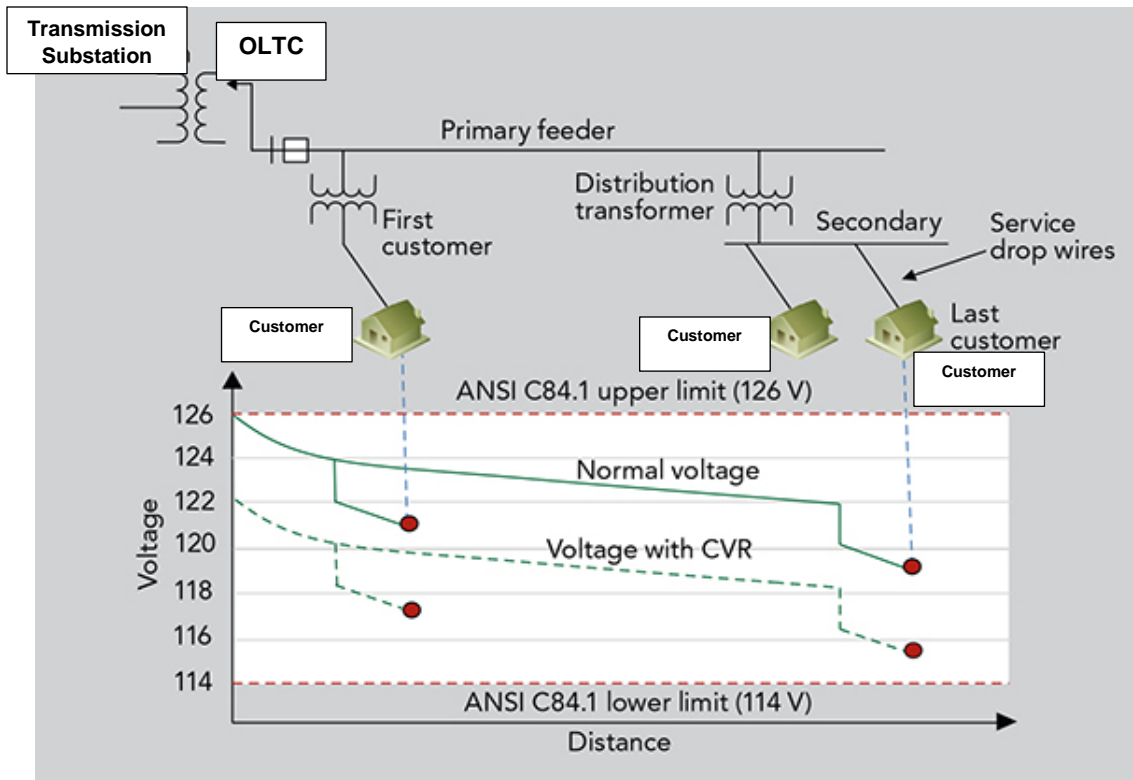 Transmission
Substation
OLTC
Primary feeder
First
customer
Distribution
transformer
Secondary
Service
drop wires
Customer
Customer
Last
customer
Customer
ANSI C84.1 upper limit (126 V)
126
124
122
120
118
116
114
Voltage
Normal voltage
Voltage with CVR
ANSI C84.1 lower limit (114 V)
Distance